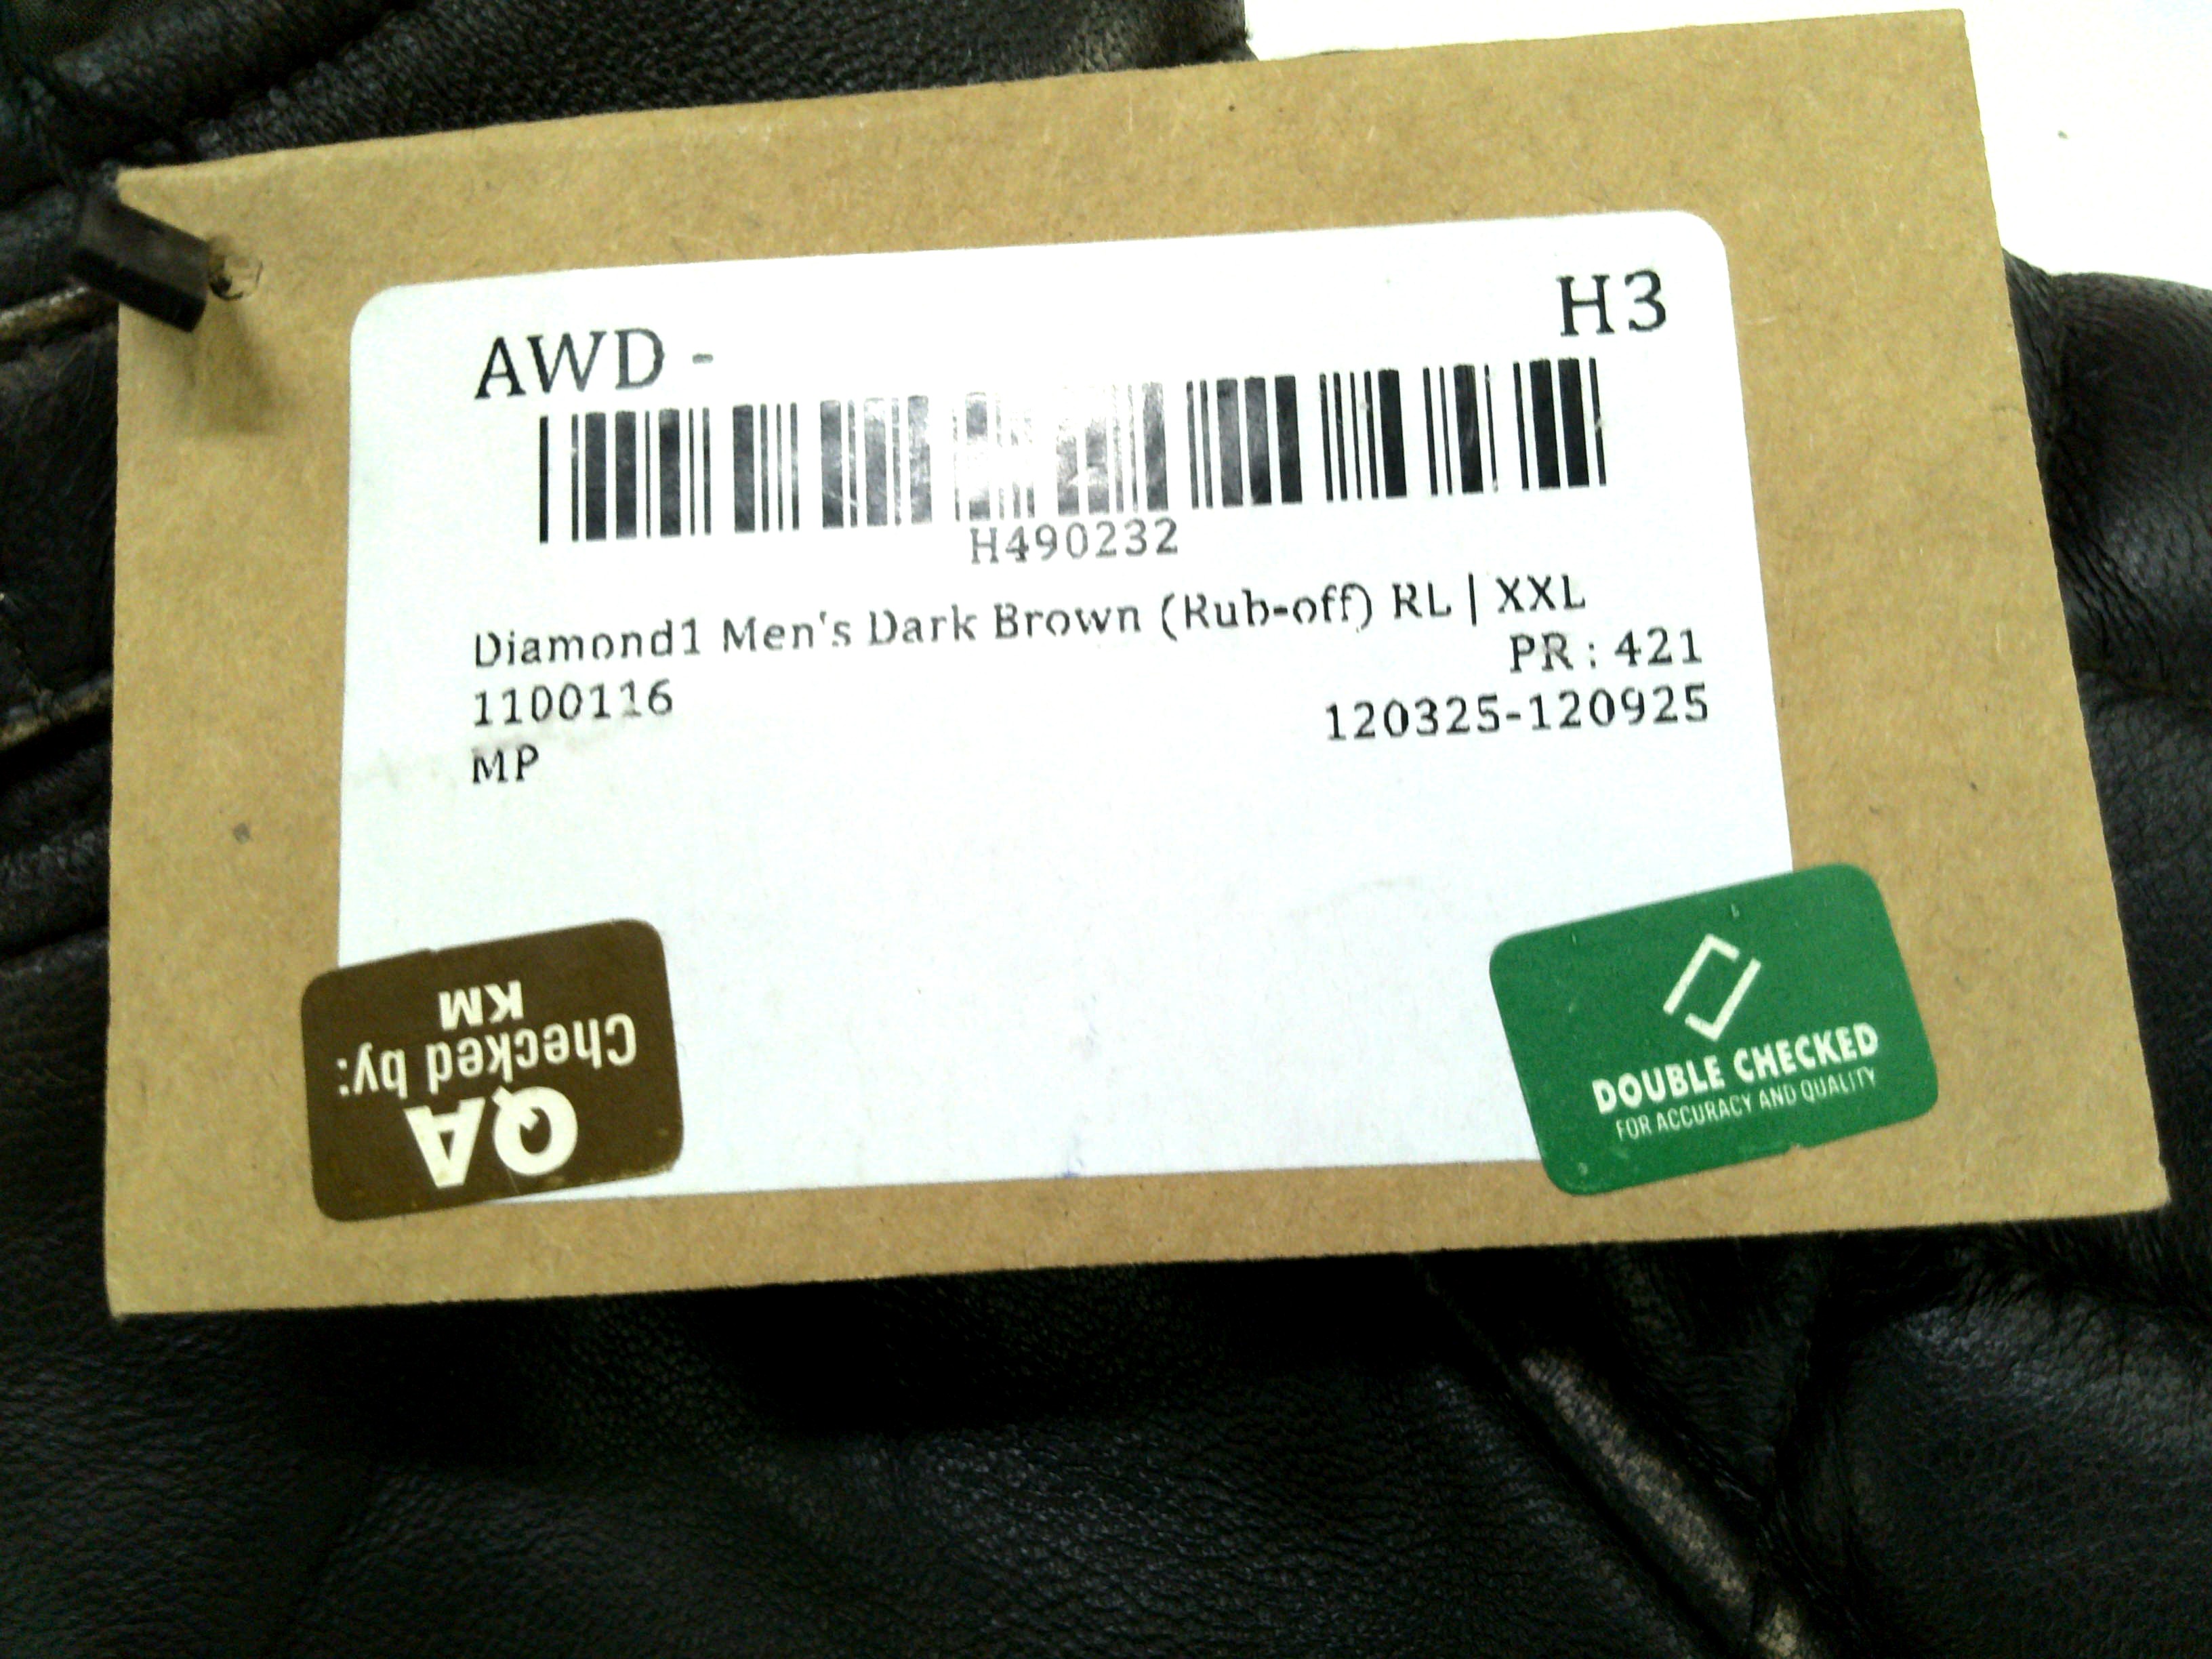 AWD -
H3
H490232
Diamond1 Men's Dark Brown (Rub-off) RL | XXL
PR : 421
1100116
120325-120925
MP
QA
Checked by:
KM
DOUBLE CHECKED
FOR ACCURACY AND QUALITY